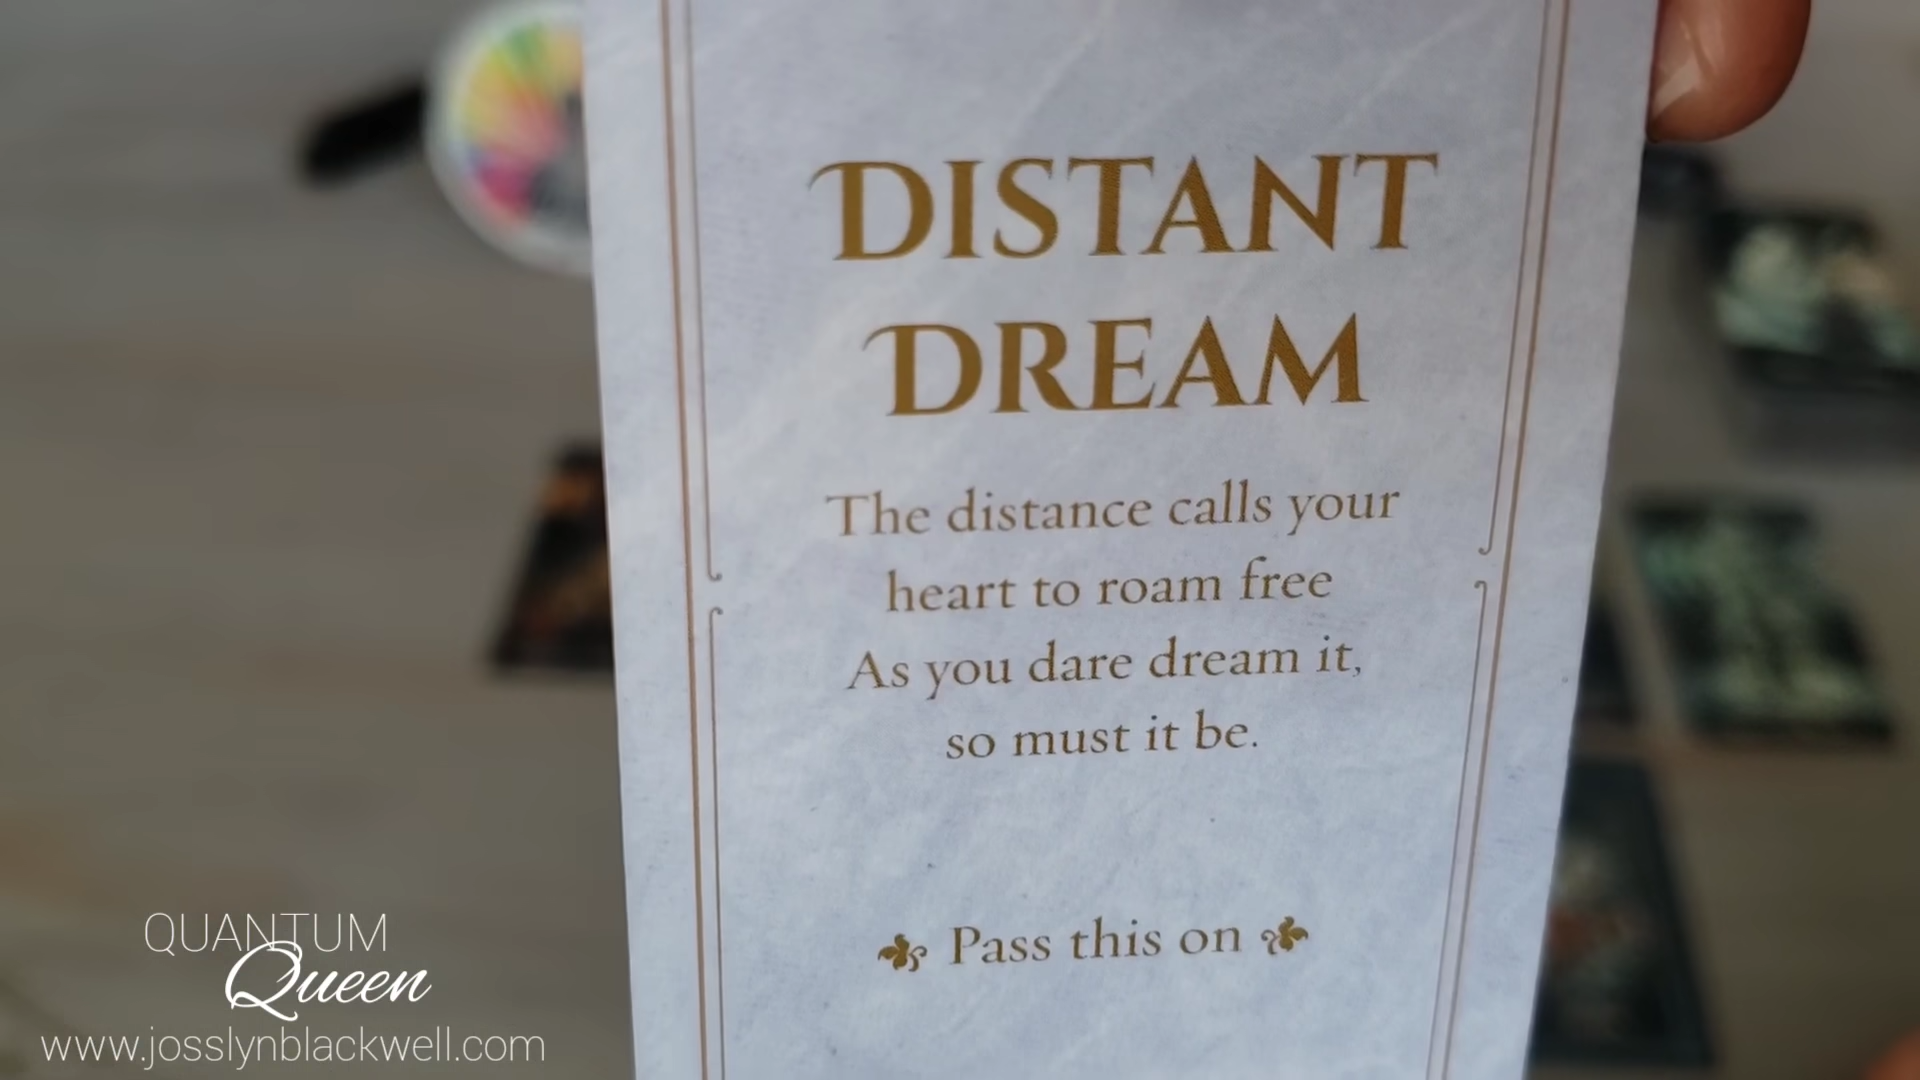 DISTANT
DREAM
The distance calls your
heart to roam free
As you dare dream it,
so must it be.
Pass this on
QUANTUM
Queen
www.josslynblackwell.com